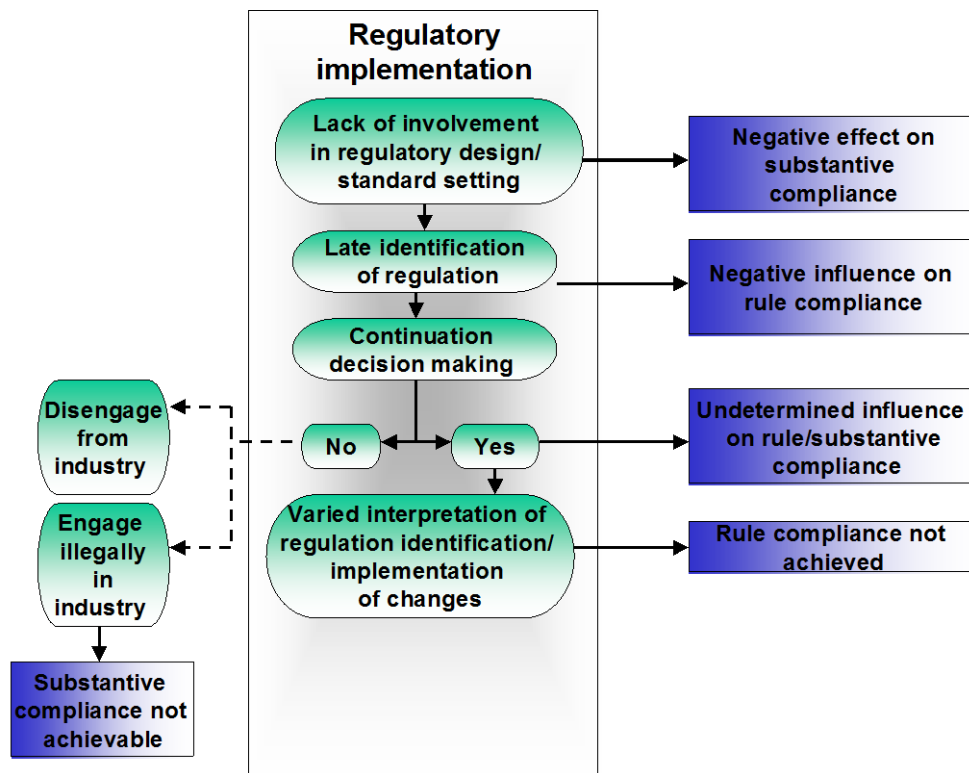 Regulatory
implementation
Lack of involvement
in regulatory design/
standard setting
Negative effect on
substantive
compliance
Late identification
of regulation
Negative influence on
rule compliance
Continuation
decision making
Disengage
from
industry
No
Yes
Undetermined influence
on rule/substantive
compliance
Engage
illegally
in
industry
Varied interpretation of
regulation identification/
implementation
of changes
Rule compliance not
achieved
Substantive
compliance not
achievable